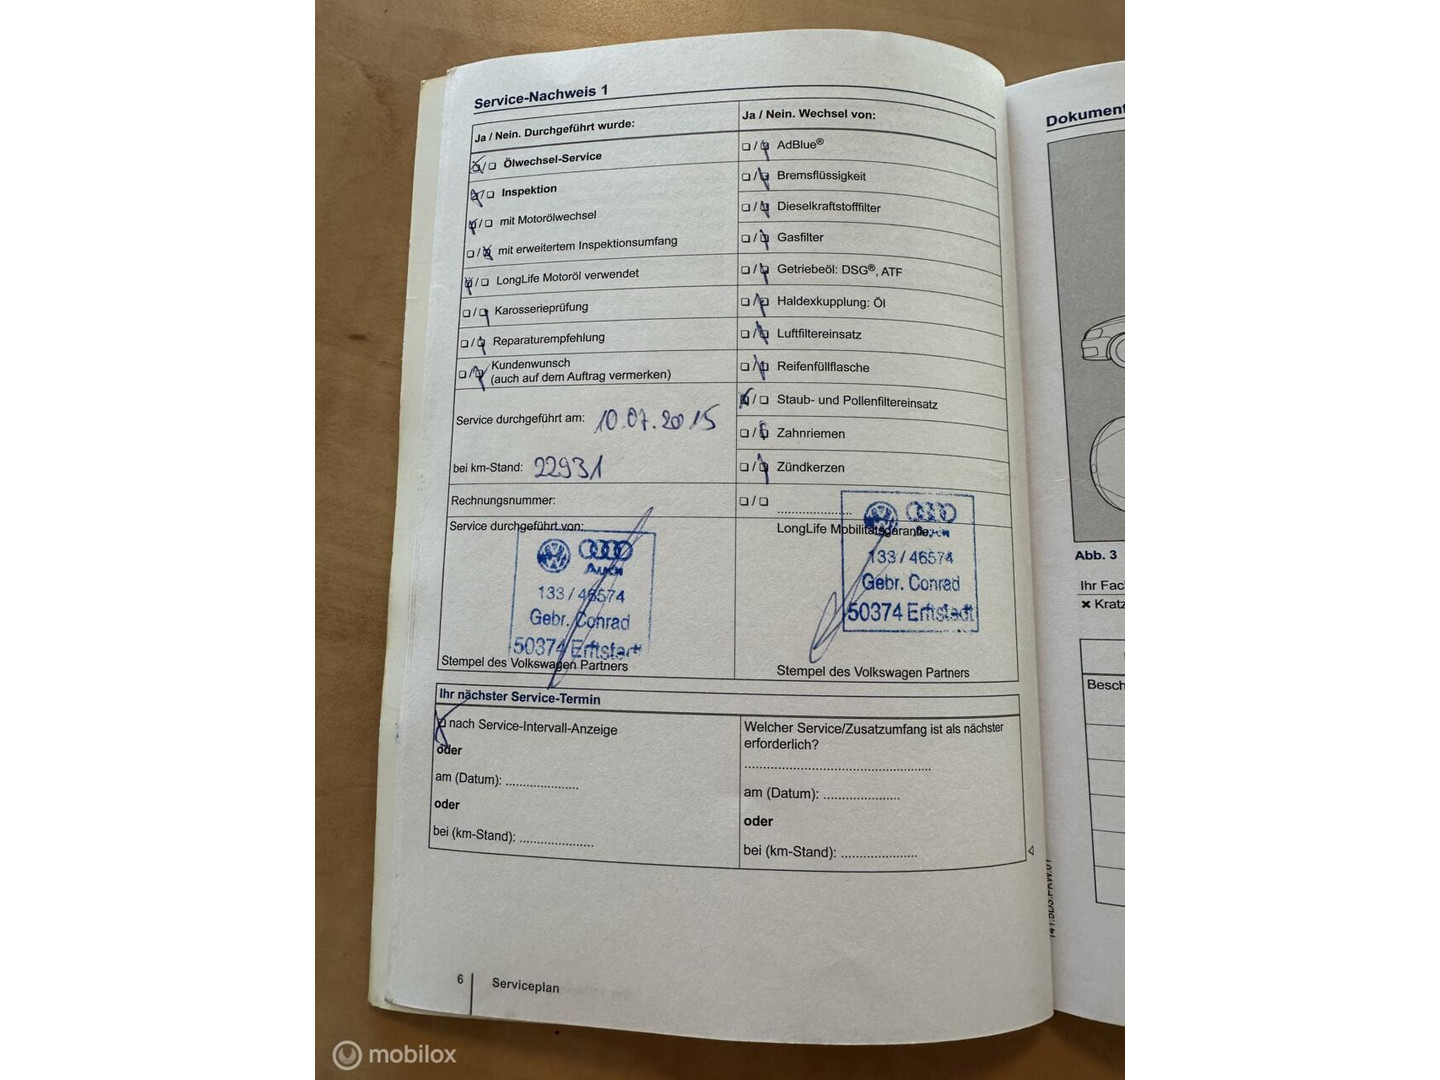 Service-Nachweis 1
Ja / Nein. Durchgeführt wurde:
Ölwechsel-Service
Inspektion
mit Motorölwechsel
mit erweitertem Inspektionsumfang
LongLife Motoröl verwendet
Karosserieprüfung
Reparaturempfehlung
Kundenwunsch
(auch auf dem Auftrag vermerken)
Service durchgeführt am: 10.07.2015
bei km-Stand: 22931
Rechnungsnummer:
Service durchgeführt von:
Audi
133/46574
Gebr. Conrad
50374 Erftstadt
Stempel des Volkswagen Partners
Ja / Nein. Wechsel von:
AdBlue®
Bremsflüssigkeit
Dieselkraftstofffilter
Gasfilter
Getriebeöl: DSG®, ATF
Haldexkupplung: Öl
Luftfiltereinsatz
Reifenfüllflasche
Staub- und Pollenfiltereinsatz
Zahnriemen
Zündkerzen
LongLife Mobilitätsgarantie:
Audi
133/46574
Gebr. Conrad
50374 Erftstadt
Stempel des Volkswagen Partners
Ihr nächster Service-Termin
nach Service-Intervall-Anzeige
oder
am (Datum): ....................
oder
bei (km-Stand): ....................
Welcher Service/Zusatzumfang ist als nächster
erforderlich?
am (Datum): ....................
oder
bei (km-Stand): ....................
6 Serviceplan
Dokument
Abb. 3
Ihr Fac
Kratz
Besch
mobilox